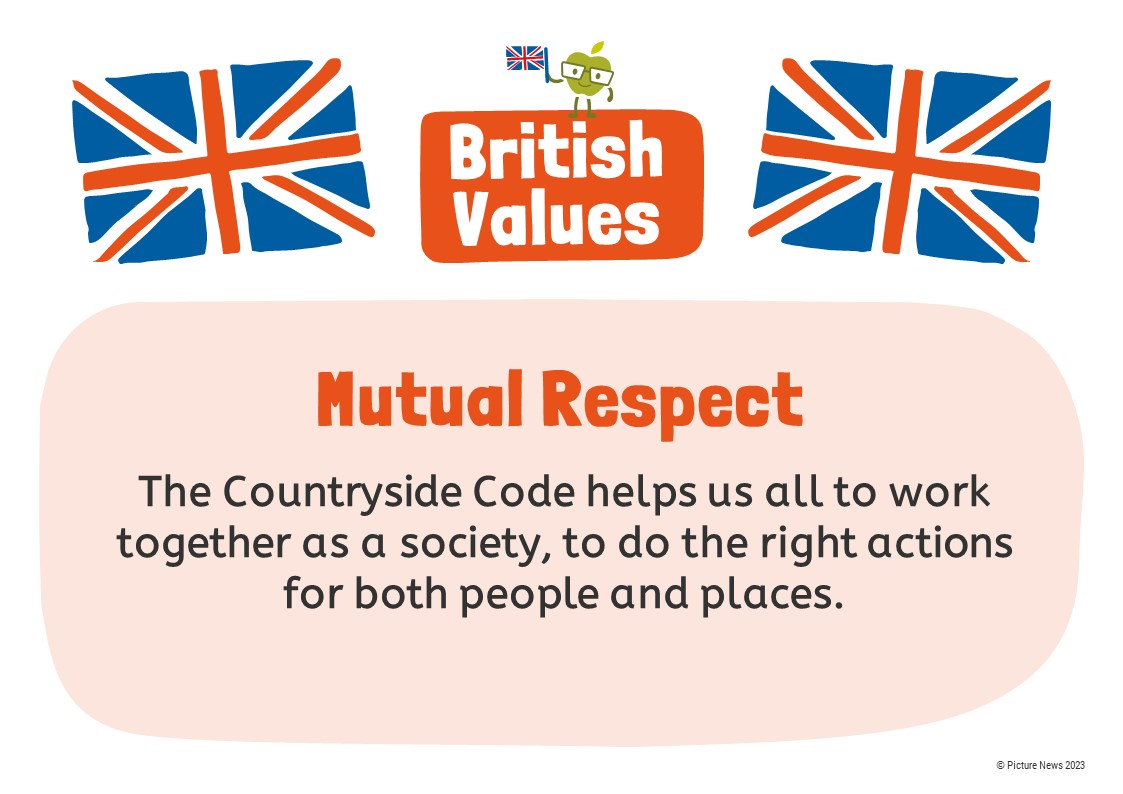 British
Values
Mutual Respect
The Countryside Code helps us all to work
together as a society, to do the right actions
for both people and places.
© Picture News 2023